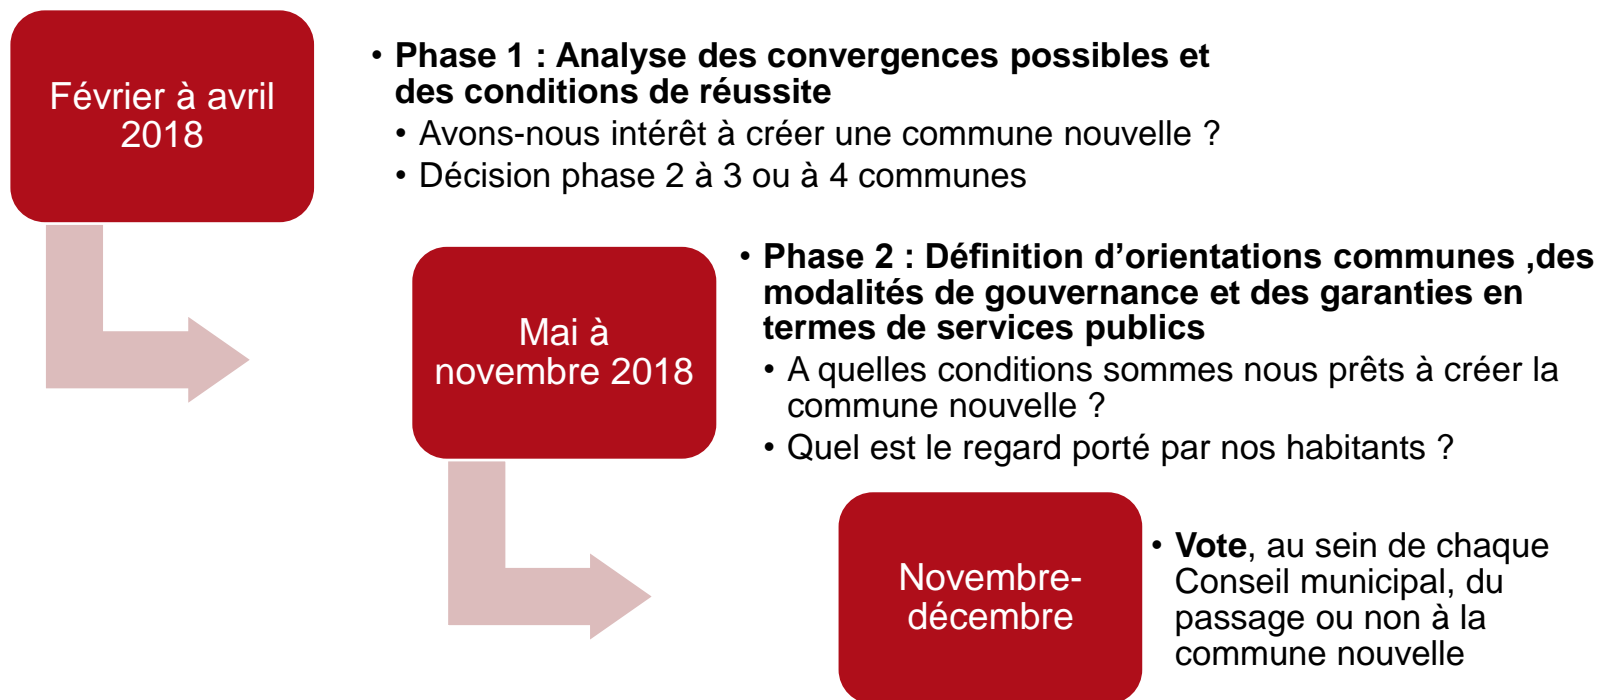 Février à avril
2018
• Phase 1 : Analyse des convergences possibles et
des conditions de réussite
• Avons-nous intérêt à créer une commune nouvelle ?
• Décision phase 2 à 3 ou à 4 communes
Mai à
novembre 2018
• Phase 2 : Définition d’orientations communes ,des
modalités de gouvernance et des garanties en
termes de services publics
• A quelles conditions sommes nous prêts à créer la
commune nouvelle ?
• Quel est le regard porté par nos habitants ?
Novembre-
décembre
• Vote, au sein de chaque
Conseil municipal, du
passage ou non à la
commune nouvelle